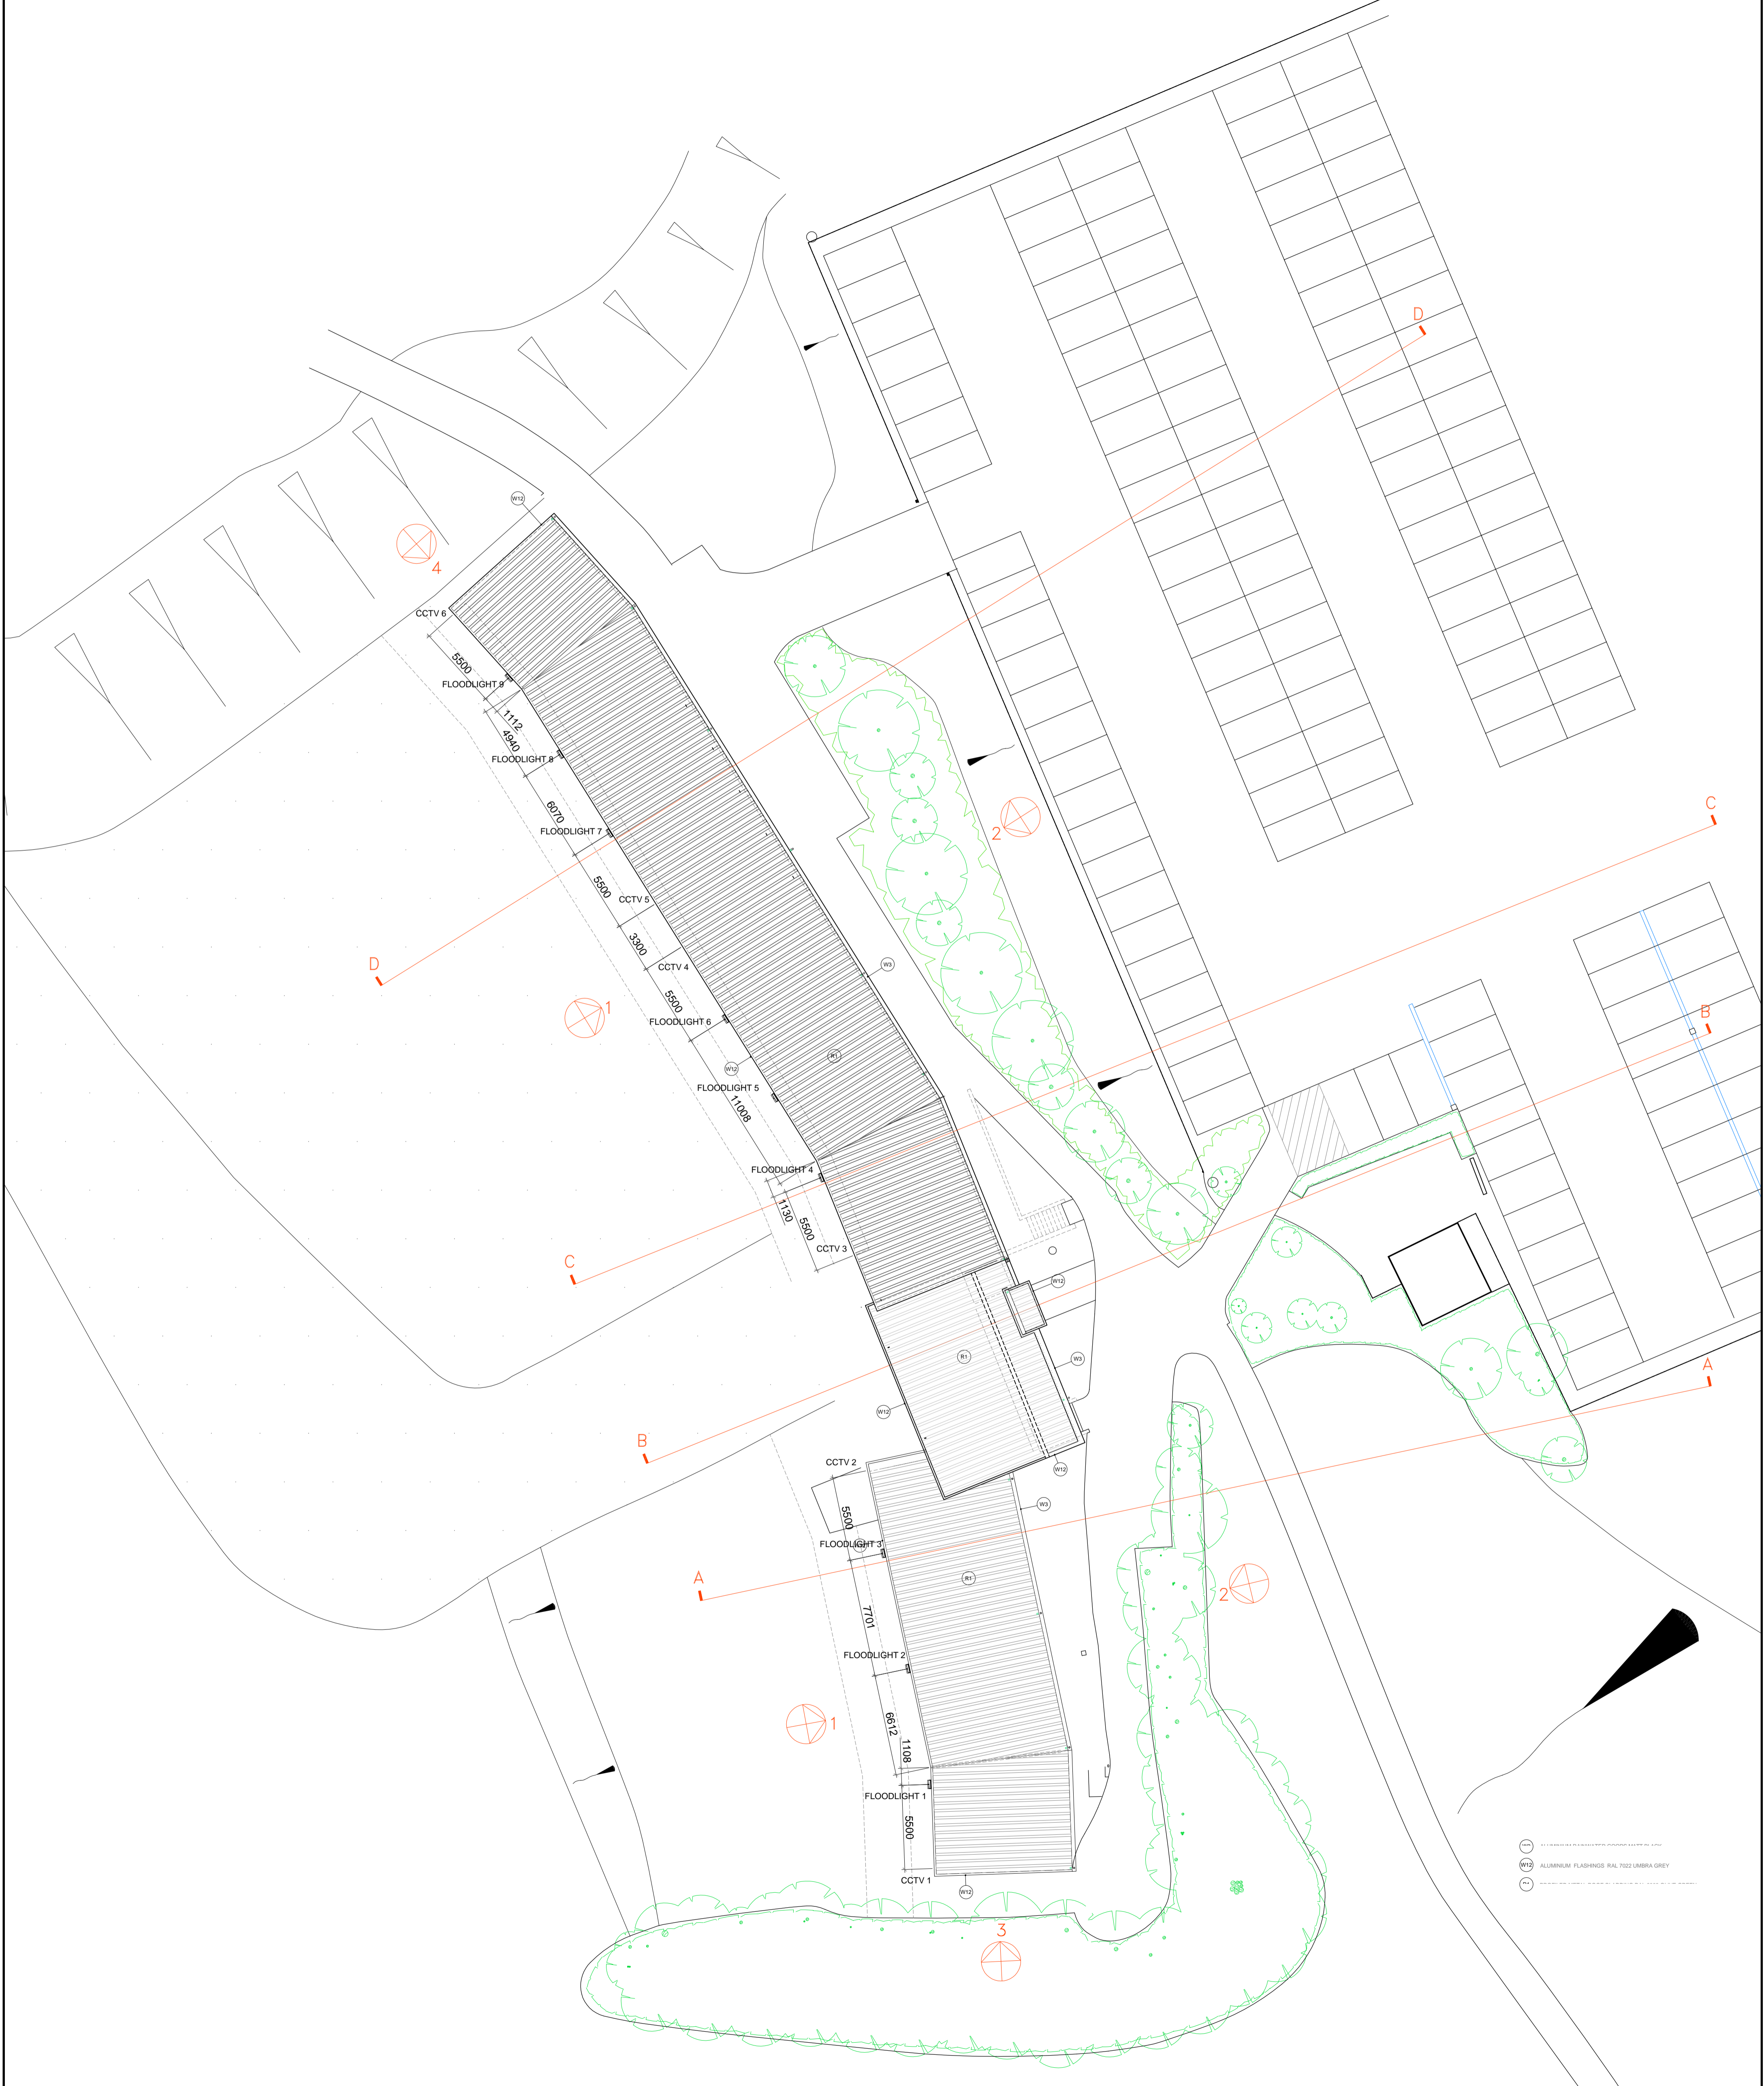 D
W12
4
CCTV 6
5500
FLOODLIGHT 9
1112
4940
FLOODLIGHT 8
6070
FLOODLIGHT 7
C
2
5500
CCTV 5
3300
CCTV 4
D
W3
5500
1
FLOODLIGHT 6
B
R1
W12
FLOODLIGHT 5
11008
FLOODLIGHT 4
1130
5500
CCTV 3
C
W12
R1
W3
A
W12
B
CCTV 2
W12
5500
W3
FLOODLIGHT 3
A
R1
2
7701
FLOODLIGHT 2
6612
1
1108
FLOODLIGHT 1
5500
CCTV 1
W12
3
W12 ALUMINIUM FLASHINGS RAL 7022 UMBRA GREY